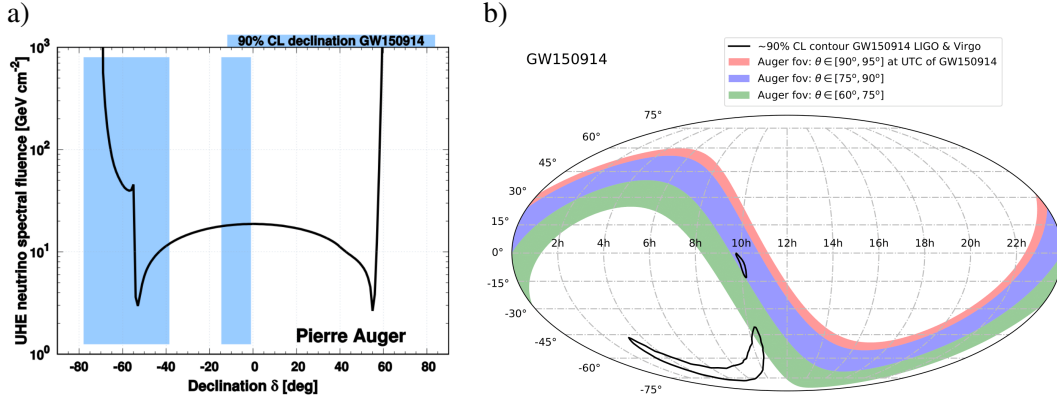 a)
90% CL declination GW150914
UHE neutrino spectral fluence [GeV cm⁻²]
10³
10²
10¹
10⁰
-80 -60 -40 -20 0 20 40 60 80
Declination δ [deg]
Pierre Auger
b)
GW150914
~90% CL contour GW150914 LIGO & Virgo
Auger fov: θ∈[90°, 95°] at UTC of GW150914
Auger fov: θ∈[75°, 90°]
Auger fov: θ∈[60°, 75°]
75°
60°
45°
30°
15°
0°
-15°
-30°
-45°
-60°
-75°
2h 4h 6h 8h 10h 12h 14h 16h 18h 20h 22h